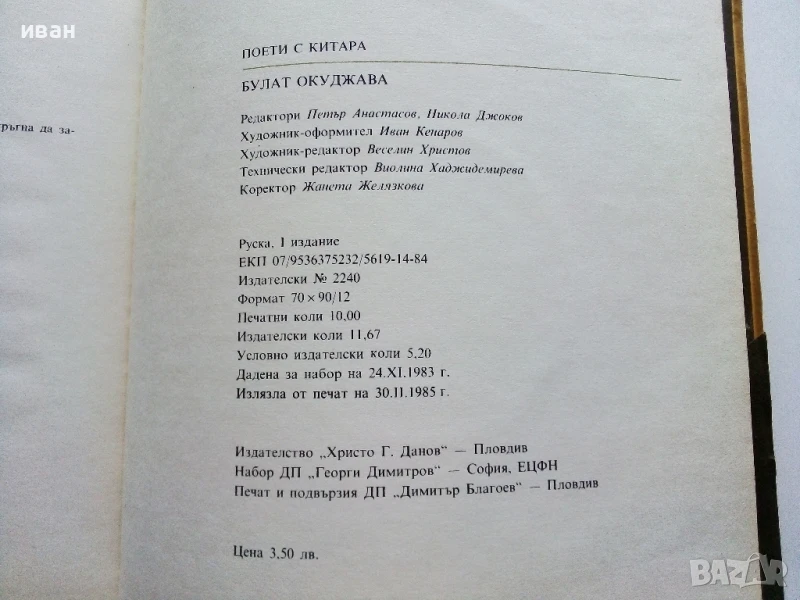 иван
ръгна да за-
ПОЕТИ С КИТАРА
БУЛАТ ОКУДЖАВА
Редактори Петър Анастасов, Никола Джоков
Художник-оформител Иван Кенаров
Художник-редактор Веселин Христов
Технически редактор Виолина Хаджидемирева
Коректор Жанета Желязкова
Руска, 1 издание
ЕКП 07/9536375232/5619-14-84
Издателски № 2240
Формат 70 × 90/12
Печатни коли 10,00
Издателски коли 11,67
Условно издателски коли 5,20
Дадена за набор на 24.XI.1983 г.
Излязла от печат на 30.II.1985 г.
Издателство „Христо Г. Данов" — Пловдив
Набор ДП „Георги Димитров" — София, ЕЦФН
Печат и подвързия ДП „Димитър Благоев" — Пловдив
Цена 3,50 лв.
BAZAR